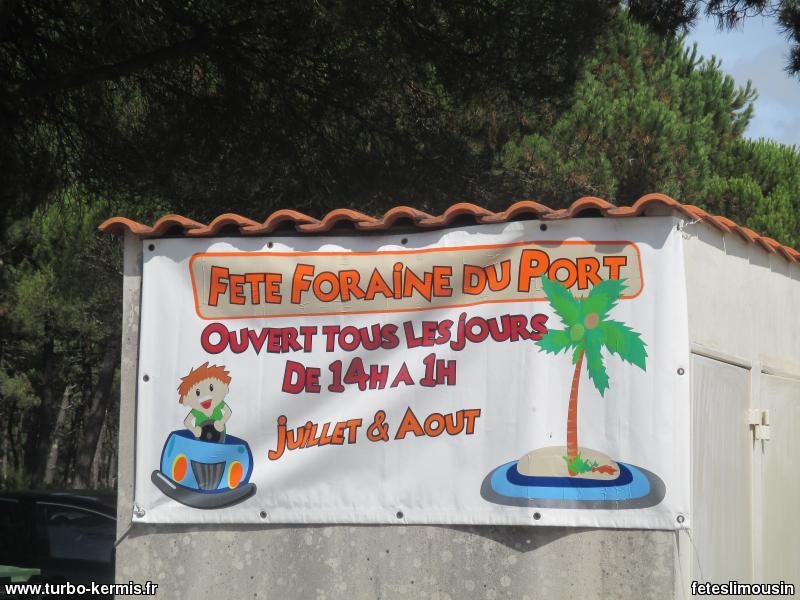 FETE FORAINE DU PORT
OUVERT TOUS LES JOURS
DE 14H A 1H
JUILLET & AOUT
www.turbo-kermis.fr
feteslimousin